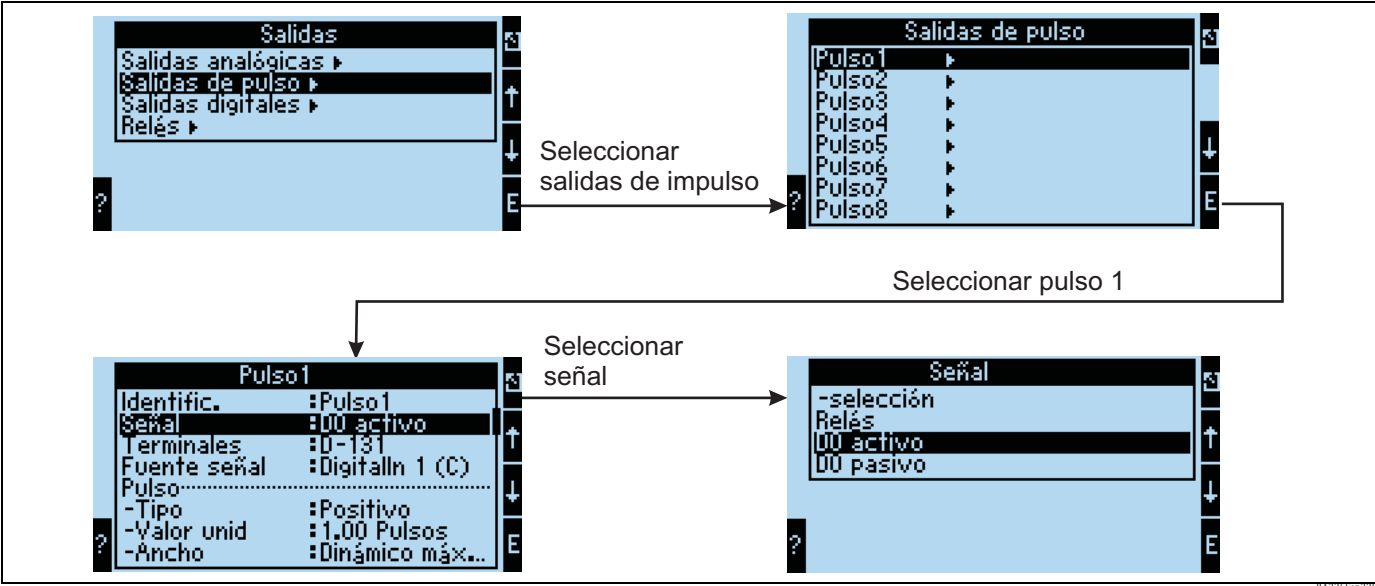 Salidas
Salidas analógicas
Salidas de pulso
Salidas digitales
Relés
?
E
Seleccionar
salidas de impulso
Salidas de pulso
Pulso1
Pulso2
Pulso3
Pulso4
Pulso5
Pulso6
Pulso7
Pulso8
?
E
Seleccionar pulso 1
Pulso1
Identific. :Pulso1
Señal :DO activo
Terminales :D-131
Fuente señal :DigitalIn 1 (C)
Pulso
-Tipo :Positivo
-Valor unid :1.00 Pulsos
-Ancho :Dinámico máx...
?
E
Seleccionar
señal
Señal
-selección
Relés
DO activo
DO pasivo
?
E